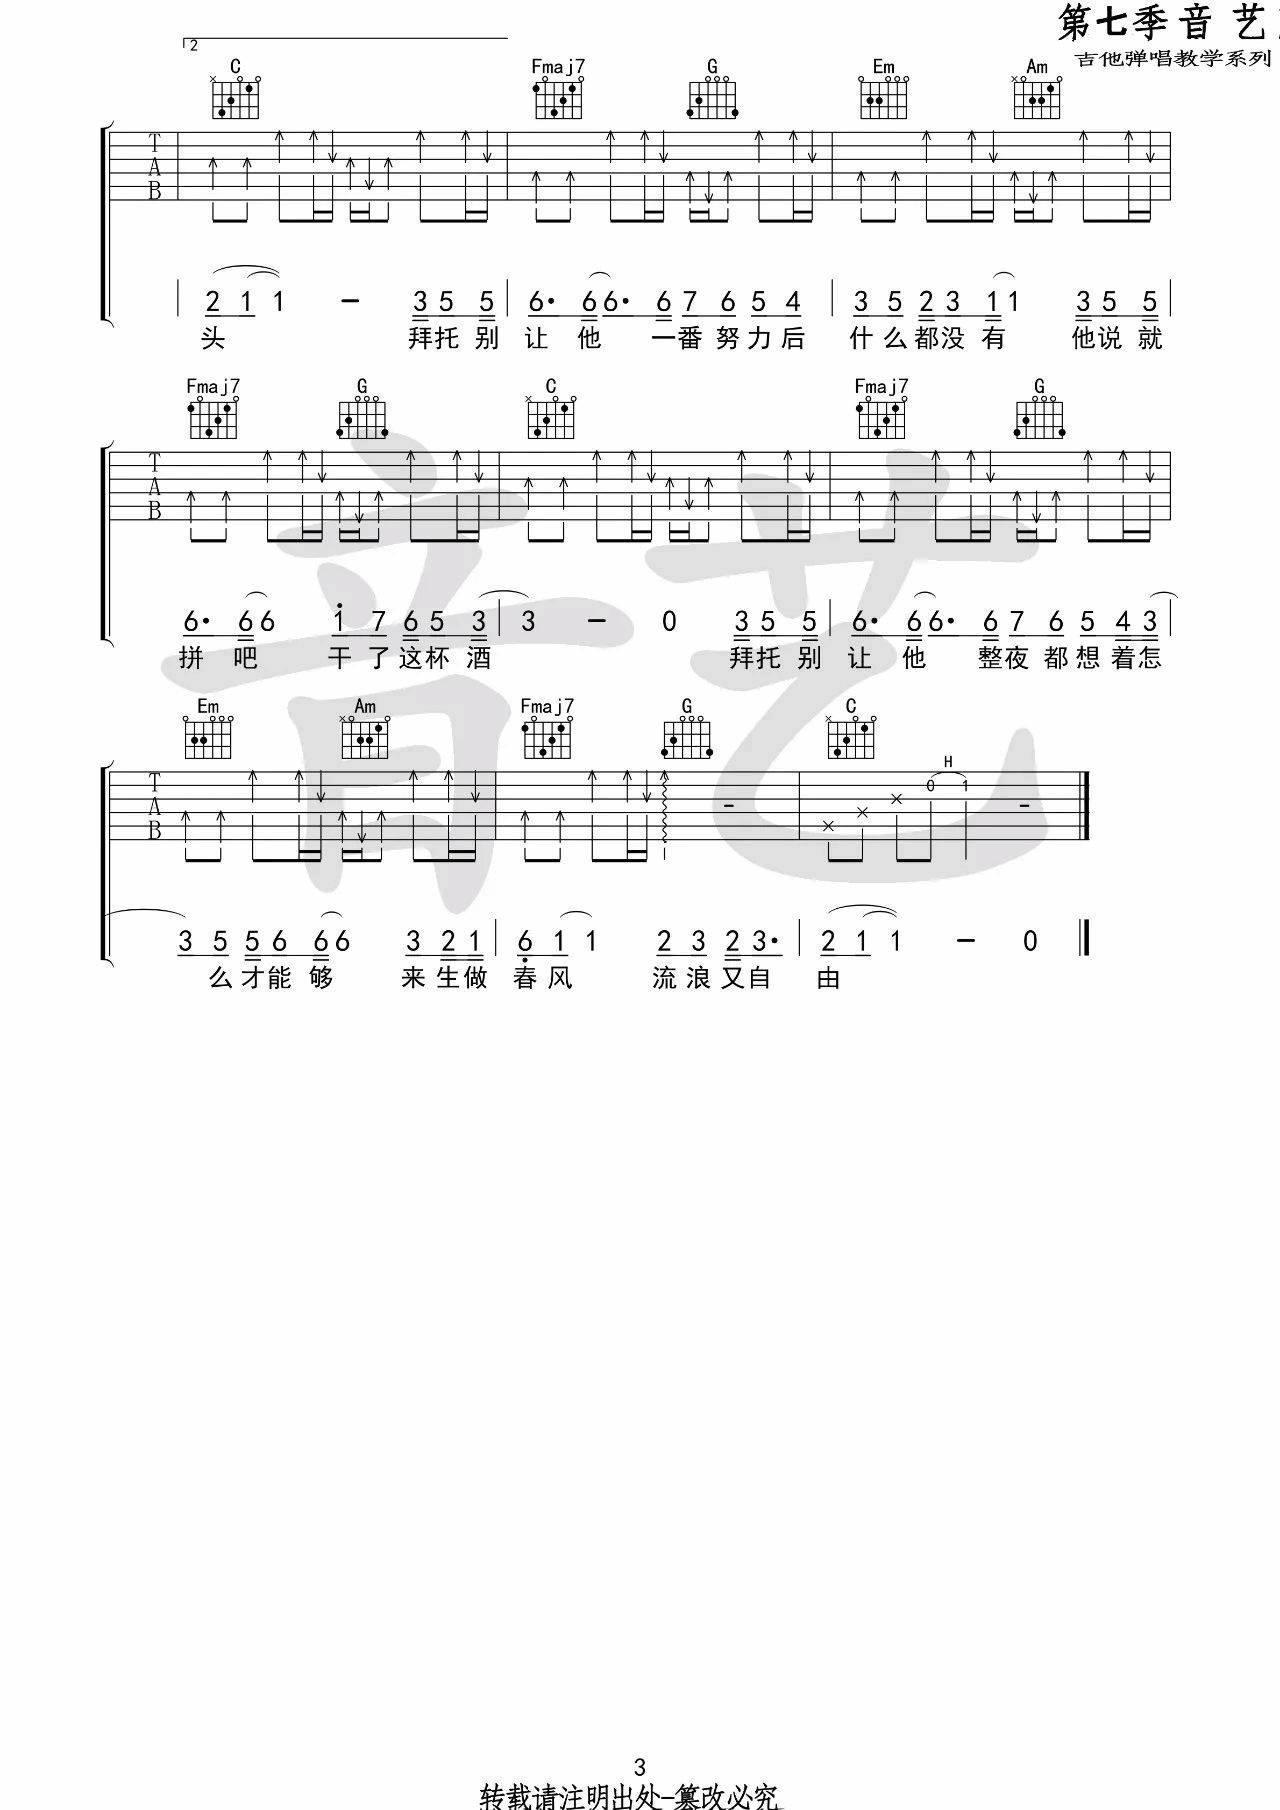 第七季音 艺
吉他弹唱教学系列
2
C Fmaj7 G Em Am
T
A
B
2 1 1 - 3 5 5 6· 6 6· 6 7 6 5 4 3 5 2 3 1 1 3 5 5
头 拜托别 让 他 一番努力后 什么都没有 他说就
Fmaj7 G C Fmaj7 G
T
A
B
6· 6 6 1 7 6 5 3 3 - 0 3 5 5 6· 6 6· 6 7 6 5 4 3
拼 吧 干了这杯酒 拜托别 让 他 整夜都想着怎
Em Am Fmaj7 G C
H
0 1
T
A
B
3 5 5 6 6 6 3 2 1 6 1 1 2 3 2 3· 2 1 1 - 0
么才能够 来生做 春风 流浪又自 由
音艺
3
转载请注明出处-篡改必究